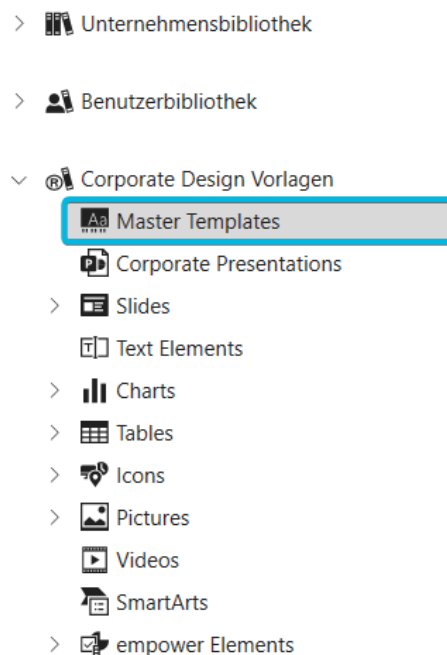 Unternehmensbibliothek
Benutzerbibliothek
Corporate Design Vorlagen
Master Templates
Corporate Presentations
Slides
Text Elements
Charts
Tables
Icons
Pictures
Videos
SmartArts
empower Elements